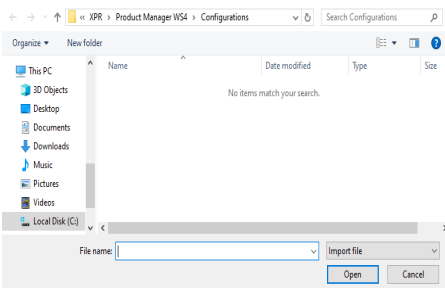 « XPR › Product Manager WS4 › Configurations
Search Configurations
Organize
New folder
Name
Date modified
Type
Size
This PC
3D Objects
Desktop
Documents
Downloads
Music
Pictures
Videos
Local Disk (C:)
No items match your search.
File name:
Import file
Open
Cancel